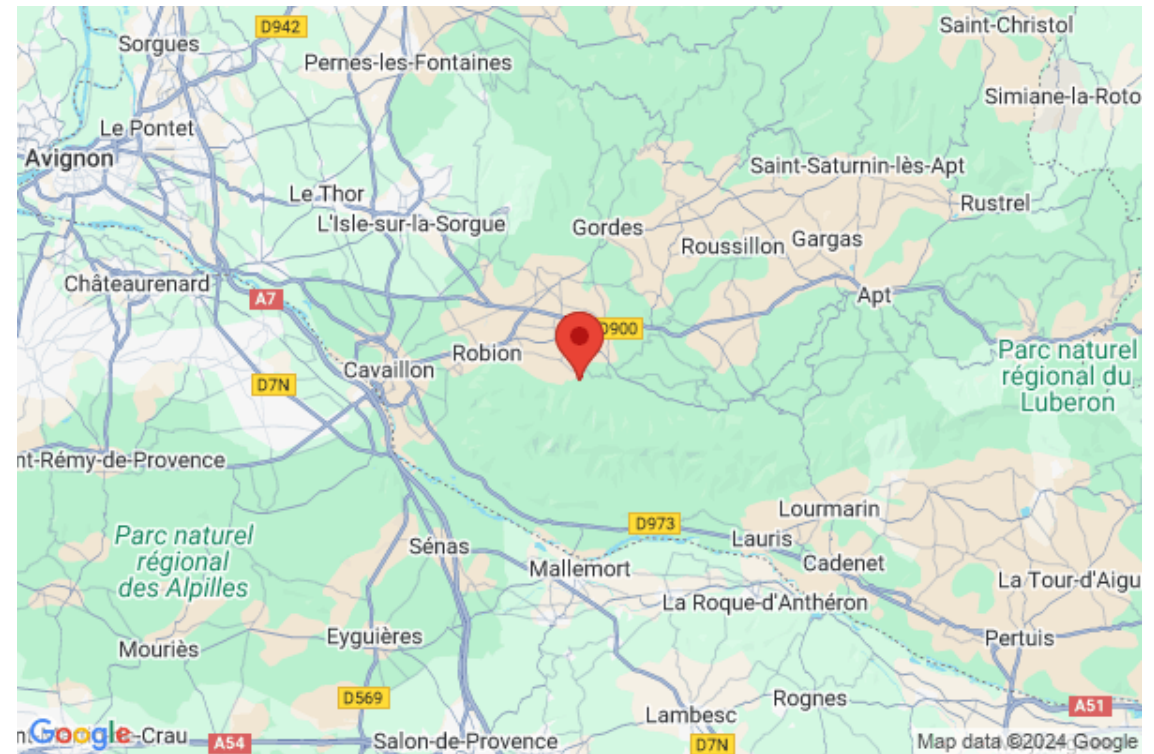 Saint-Christol
D942
Sorgues
Pernes-les-Fontaines
Simiane-la-Roto
Le Pontet
Avignon
Saint-Saturnin-lès-Apt
Le Thor
Rustrel
L'Isle-sur-la-Sorgue
Gordes
Roussillon
Gargas
Châteaurenard
A7
Apt
D900
Robion
Parc naturel
régional du
Luberon
Cavaillon
D7N
nt-Rémy-de-Provence
Lourmarin
D973
Parc naturel
régional
des Alpilles
Lauris
Sénas
Cadenet
Mallemort
La Tour-d'Aigu
La Roque-d'Anthéron
Eyguières
Pertuis
Mouriès
D569
Rognes
A51
Lambesc
Google
-Crau
A54
Salon-de-Provence
D7N
Map data ©2024 Google